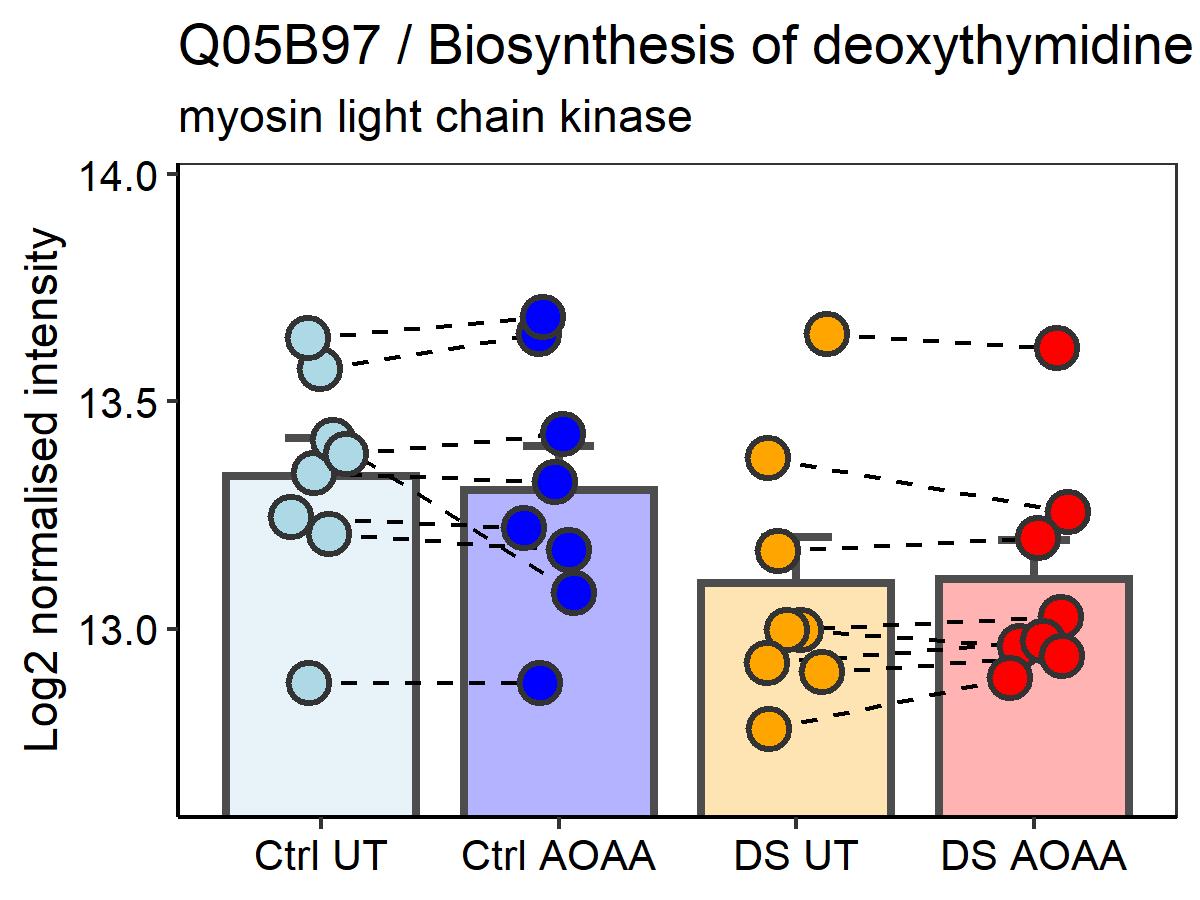 Q05B97 / Biosynthesis of deoxythymidine
myosin light chain kinase
Log2 normalised intensity
14.0
13.5
13.0
Ctrl UT
Ctrl AOAA
DS UT
DS AOAA